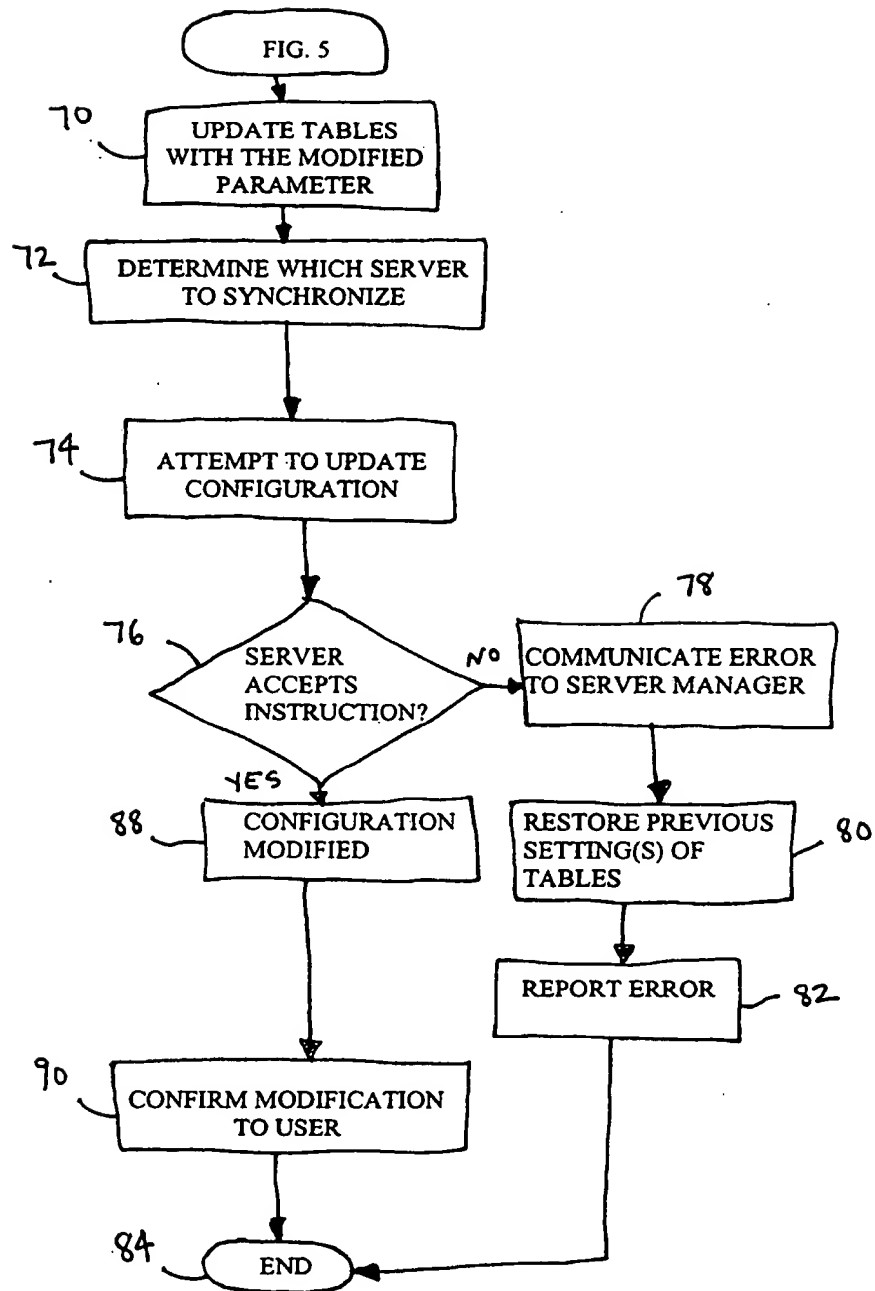 FIG. 5
70
UPDATE TABLES
WITH THE MODIFIED
PARAMETER
72
DETERMINE WHICH SERVER
TO SYNCHRONIZE
74
ATTEMPT TO UPDATE
CONFIGURATION
76
SERVER
ACCEPTS
INSTRUCTION?
NO
78
COMMUNICATE ERROR
TO SERVER MANAGER
YES
88
CONFIGURATION
MODIFIED
RESTORE PREVIOUS
SETTING(S) OF
TABLES
80
REPORT ERROR
82
90
CONFIRM MODIFICATION
TO USER
84
END